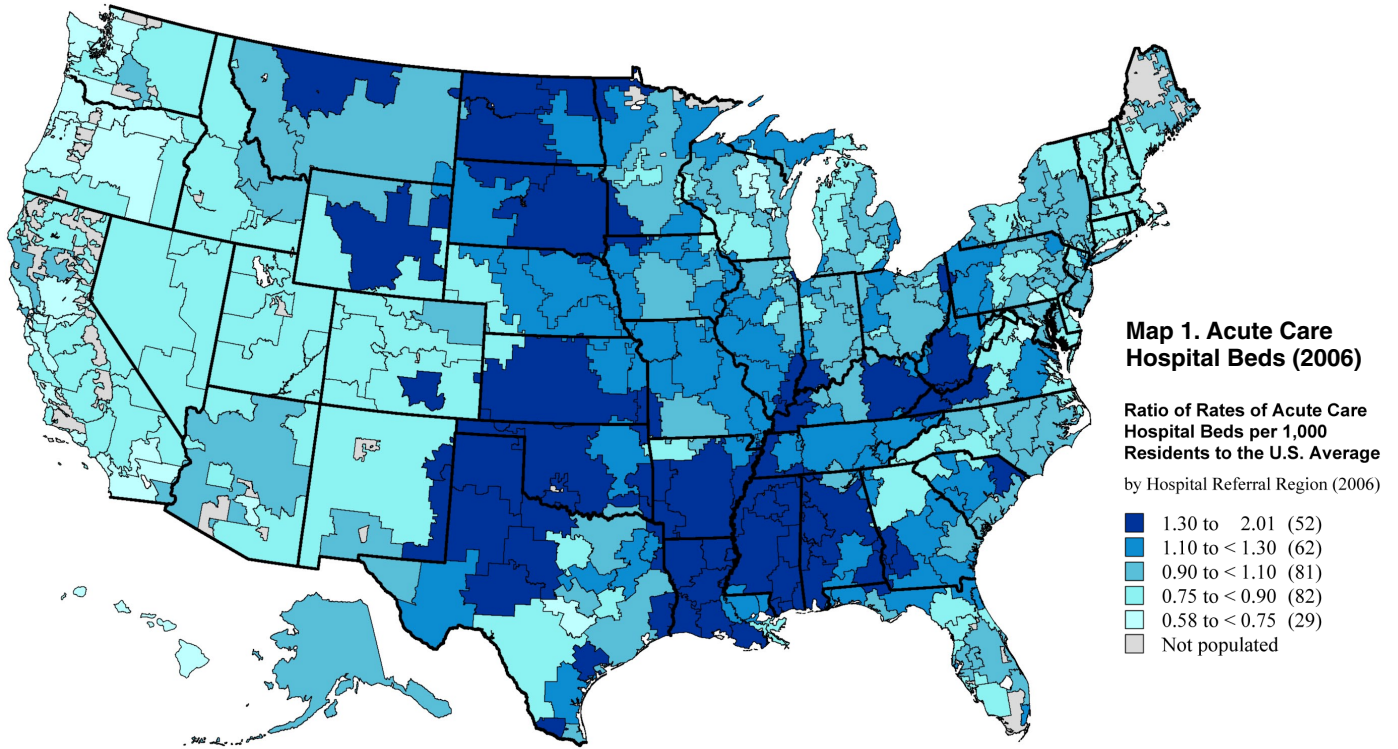 Map 1. Acute Care
Hospital Beds (2006)
Ratio of Rates of Acute Care
Hospital Beds per 1,000
Residents to the U.S. Average
by Hospital Referral Region (2006)
1.30 to 2.01 (52)
1.10 to < 1.30 (62)
0.90 to < 1.10 (81)
0.75 to < 0.90 (82)
0.58 to < 0.75 (29)
Not populated